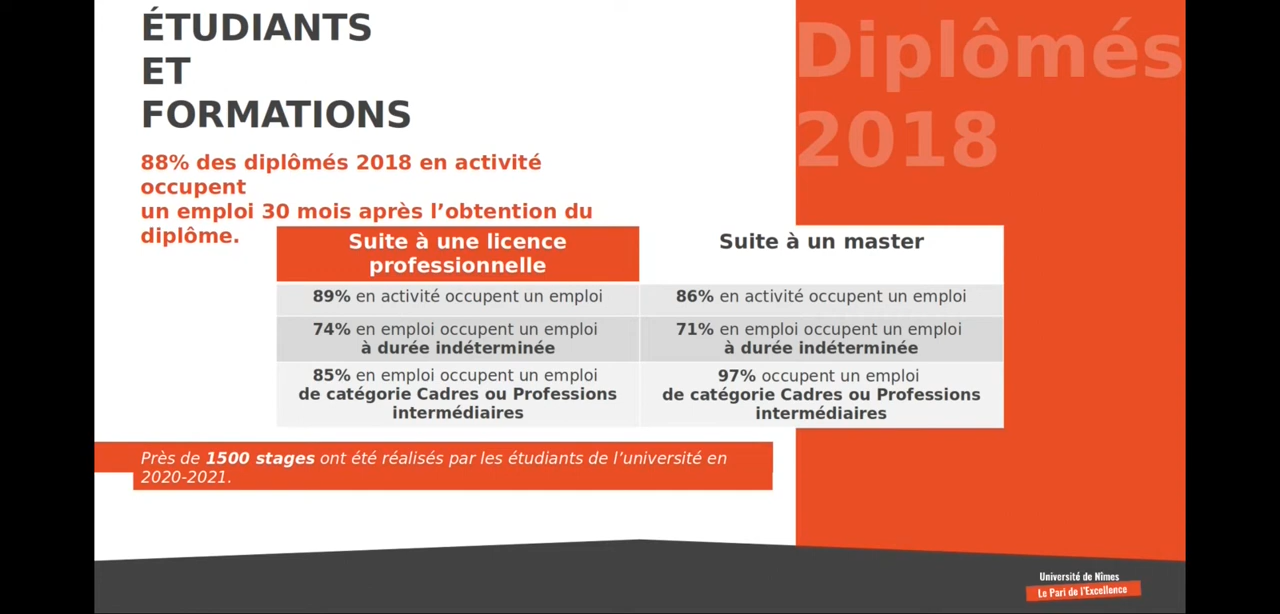 ÉTUDIANTS
ET
FORMATIONS
Diplômés
2018
88% des diplômés 2018 en activité
occupent
un emploi 30 mois après l’obtention du
diplôme.
Suite à une licence
professionnelle
Suite à un master
89% en activité occupent un emploi
86% en activité occupent un emploi
74% en emploi occupent un emploi
à durée indéterminée
71% en emploi occupent un emploi
à durée indéterminée
85% en emploi occupent un emploi
de catégorie Cadres ou Professions
intermédiaires
97% occupent un emploi
de catégorie Cadres ou Professions
intermédiaires
Près de 1500 stages ont été réalisés par les étudiants de l’université en
2020-2021.
Université de Nîmes
Le Pari de l’Excellence